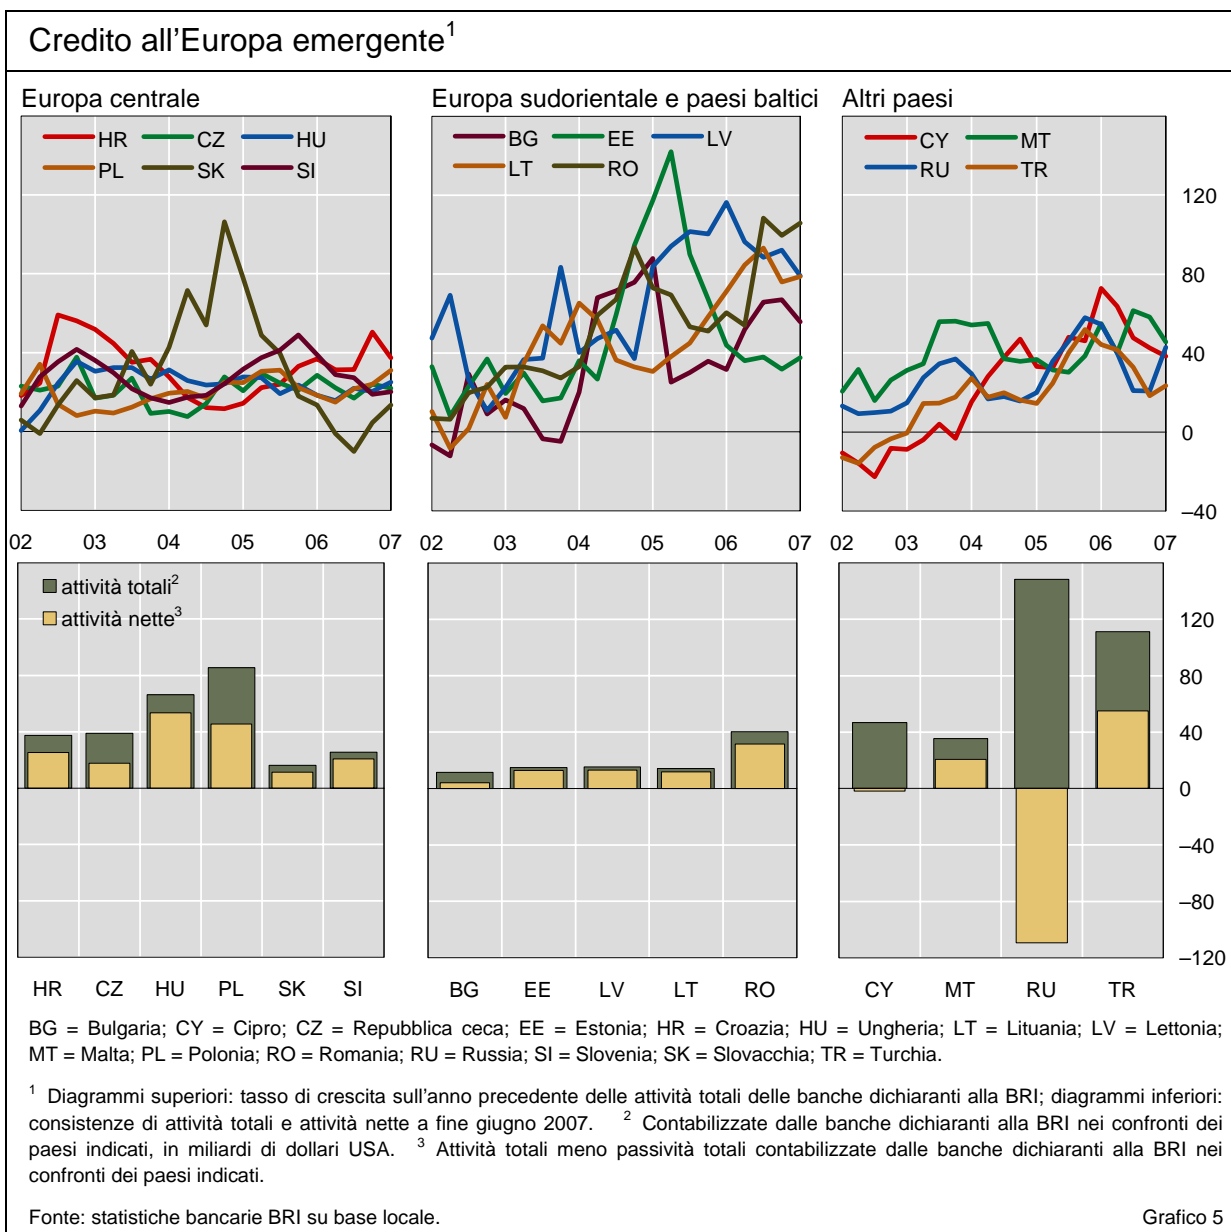 Credito all'Europa emergente¹
Europa centrale
Europa sudorientale e paesi baltici
Altri paesi
HR CZ HU
PL SK SI
BG EE LV
LT RO
CY MT
RU TR
120
80
40
0
–40
02 03 04 05 06 07
02 03 04 05 06 07
02 03 04 05 06 07
attività totali²
attività nette³
120
80
40
0
–40
–80
–120
HR CZ HU PL SK SI
BG EE LV LT RO
CY MT RU TR
BG = Bulgaria; CY = Cipro; CZ = Repubblica ceca; EE = Estonia; HR = Croazia; HU = Ungheria; LT = Lituania; LV = Lettonia;
MT = Malta; PL = Polonia; RO = Romania; RU = Russia; SI = Slovenia; SK = Slovacchia; TR = Turchia.
¹ Diagrammi superiori: tasso di crescita sull'anno precedente delle attività totali delle banche dichiaranti alla BRI; diagrammi inferiori:
consistenze di attività totali e attività nette a fine giugno 2007. ² Contabilizzate dalle banche dichiaranti alla BRI nei confronti dei
paesi indicati, in miliardi di dollari USA. ³ Attività totali meno passività totali contabilizzate dalle banche dichiaranti alla BRI nei
confronti dei paesi indicati.
Fonte: statistiche bancarie BRI su base locale.
Grafico 5